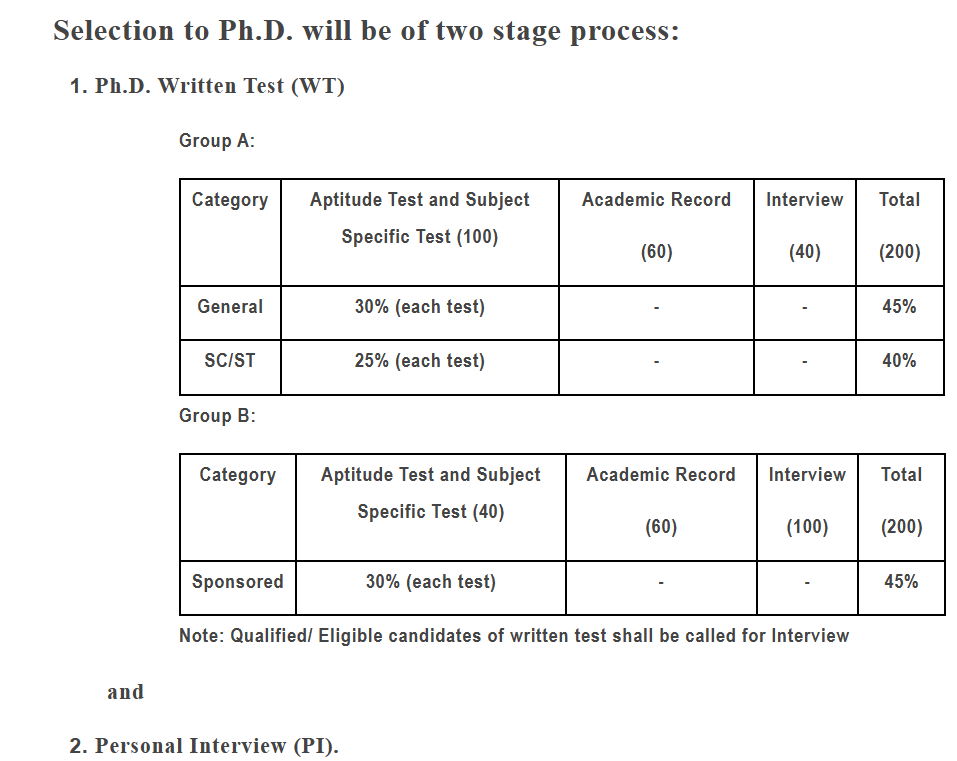 Selection to Ph.D. will be of two stage process:
1. Ph.D. Written Test (WT)
Group A:
Category Aptitude Test and Subject Academic Record Interview Total
Specific Test (100)
(60) (40) (200)
General 30% (each test) - - 45%
SC/ST 25% (each test) - - 40%
Group B:
Category Aptitude Test and Subject Academic Record Interview Total
Specific Test (40)
(60) (100) (200)
Sponsored 30% (each test) - - 45%
Note: Qualified/ Eligible candidates of written test shall be called for Interview
and
2. Personal Interview (PI).